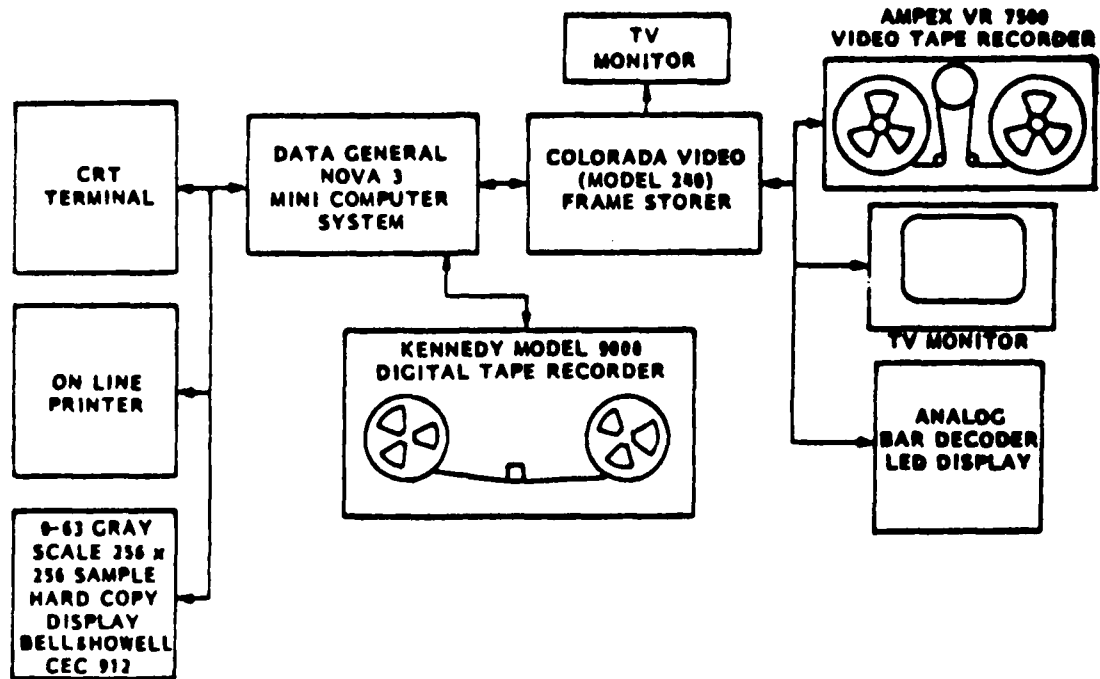 TV
MONITOR
AMPEX VR 7500
VIDEO TAPE RECORDER
CRT
TERMINAL
DATA GENERAL
NOVA 3
MINI COMPUTER
SYSTEM
COLORADA VIDEO
(MODEL 240)
FRAME STORER
TV MONITOR
ON LINE
PRINTER
KENNEDY MODEL 9000
DIGITAL TAPE RECORDER
ANALOG
BAR DECODER
LED DISPLAY
0-63 GRAY
SCALE 256 x
256 SAMPLE
HARD COPY
DISPLAY
BELL&HOWELL
CEC 912